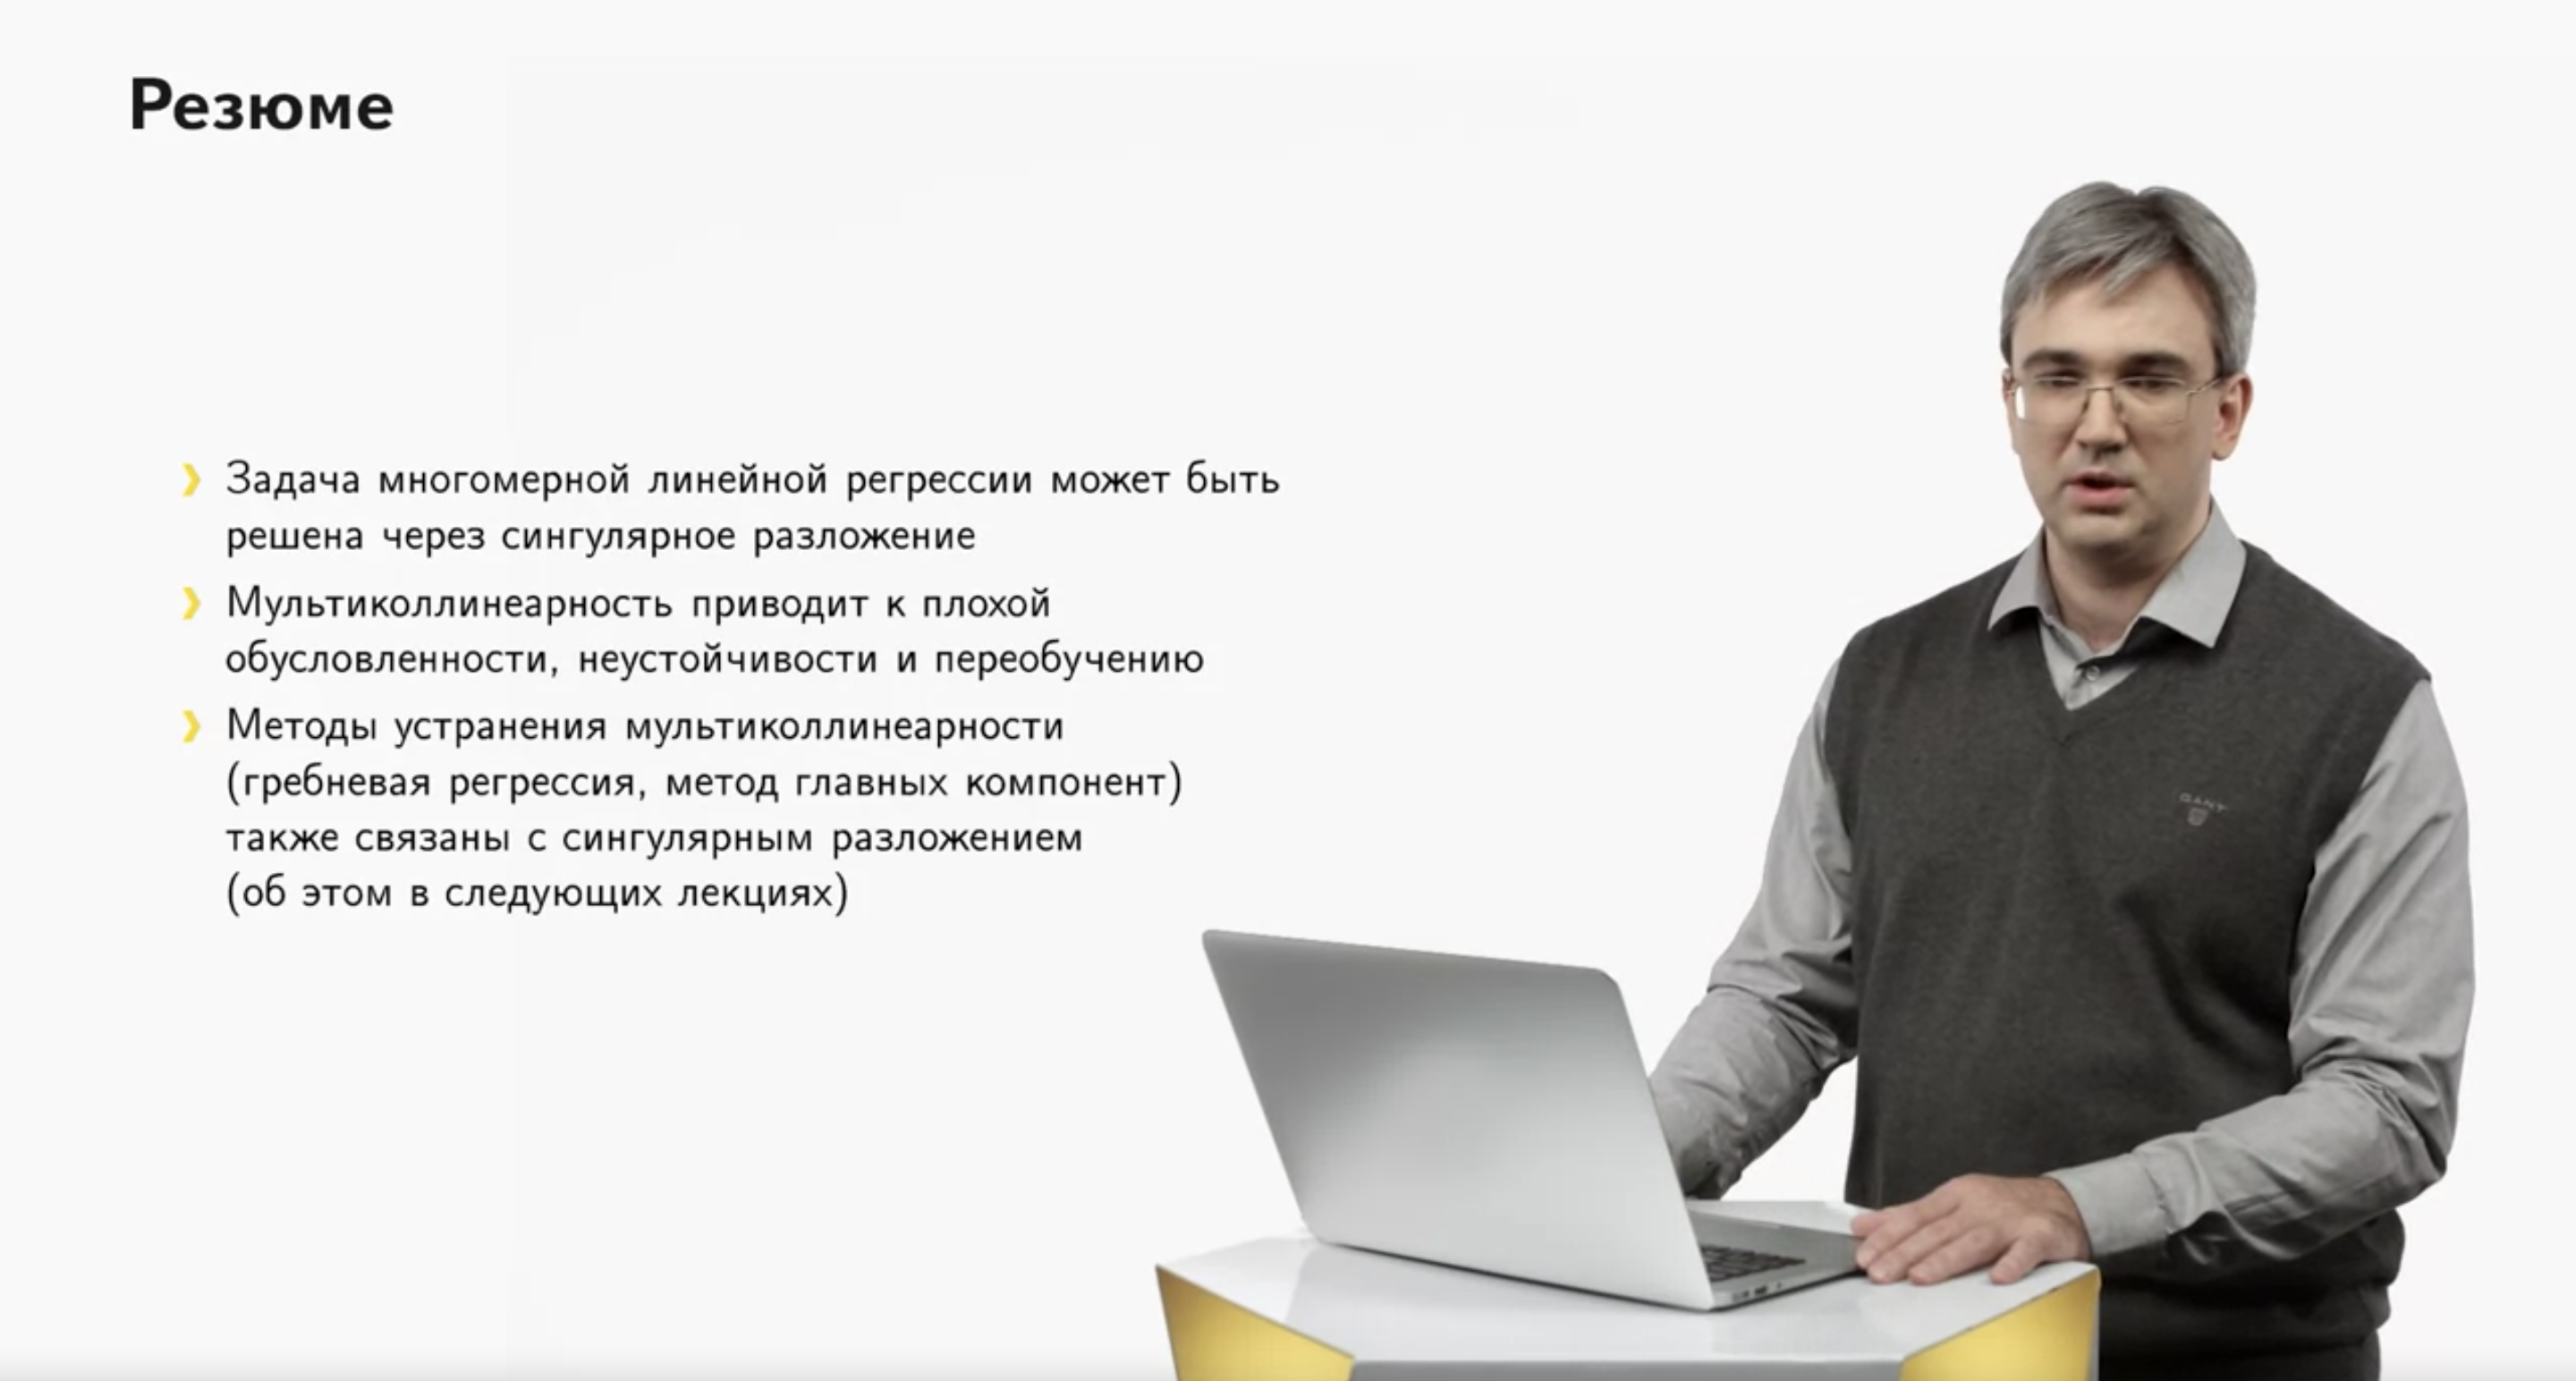 Резюме
Задача многомерной линейной регрессии может быть
решена через сингулярное разложение
Мультиколлинеарность приводит к плохой
обусловленности, неустойчивости и переобучению
Методы устранения мультиколлинеарности
(гребневая регрессия, метод главных компонент)
также связаны с сингулярным разложением
(об этом в следующих лекциях)
GANT